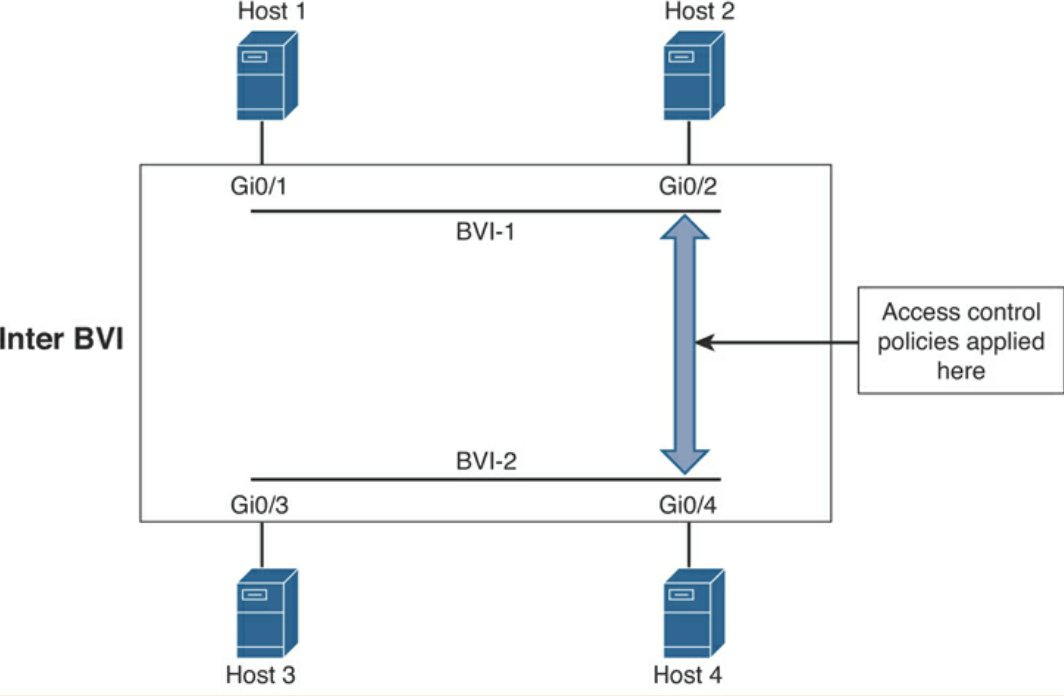 Host 1
Host 2
Gi0/1
Gi0/2
BVI-1
Inter BVI
Access control
policies applied
here
BVI-2
Gi0/3
Gi0/4
Host 3
Host 4